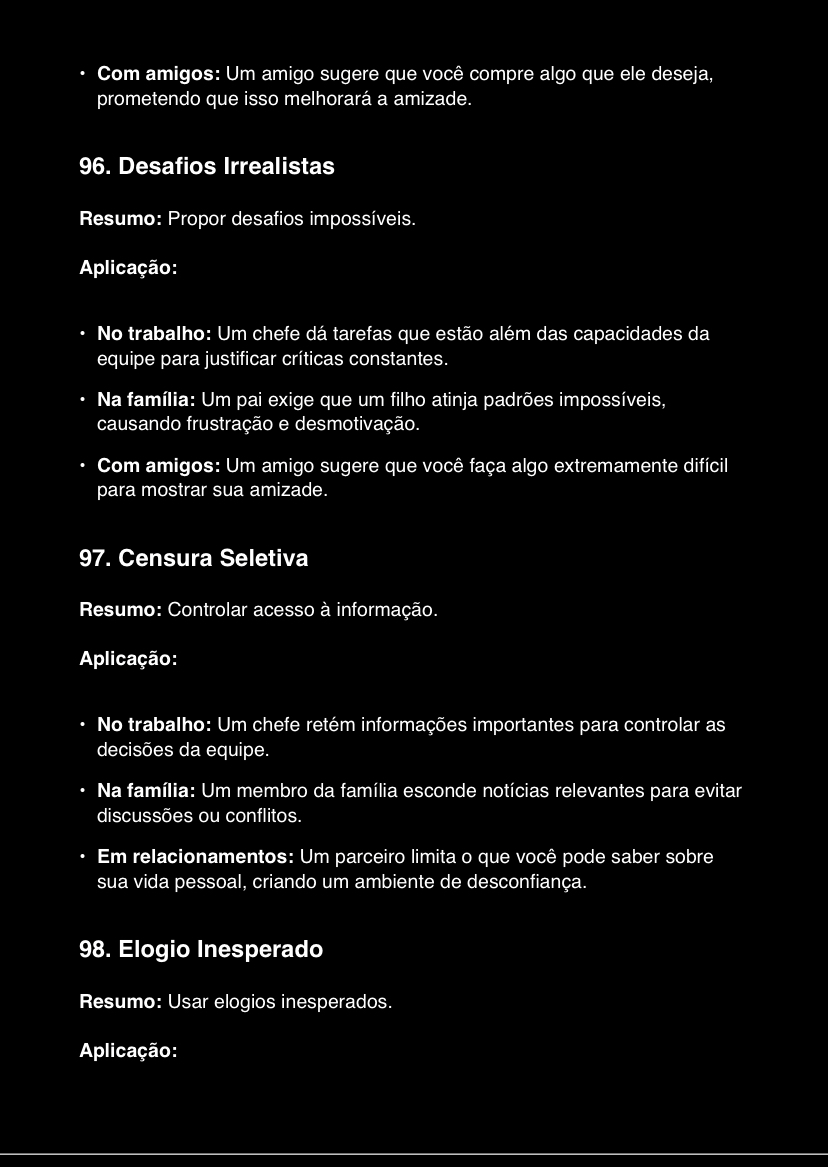 • Com amigos: Um amigo sugere que você compre algo que ele deseja,
prometendo que isso melhorará a amizade.
96. Desafios Irrealistas
Resumo: Propor desafios impossíveis.
Aplicação:
• No trabalho: Um chefe dá tarefas que estão além das capacidades da
equipe para justificar críticas constantes.
• Na família: Um pai exige que um filho atinja padrões impossíveis,
causando frustração e desmotivação.
• Com amigos: Um amigo sugere que você faça algo extremamente difícil
para mostrar sua amizade.
97. Censura Seletiva
Resumo: Controlar acesso à informação.
Aplicação:
• No trabalho: Um chefe retém informações importantes para controlar as
decisões da equipe.
• Na família: Um membro da família esconde notícias relevantes para evitar
discussões ou conflitos.
• Em relacionamentos: Um parceiro limita o que você pode saber sobre
sua vida pessoal, criando um ambiente de desconfiança.
98. Elogio Inesperado
Resumo: Usar elogios inesperados.
Aplicação: